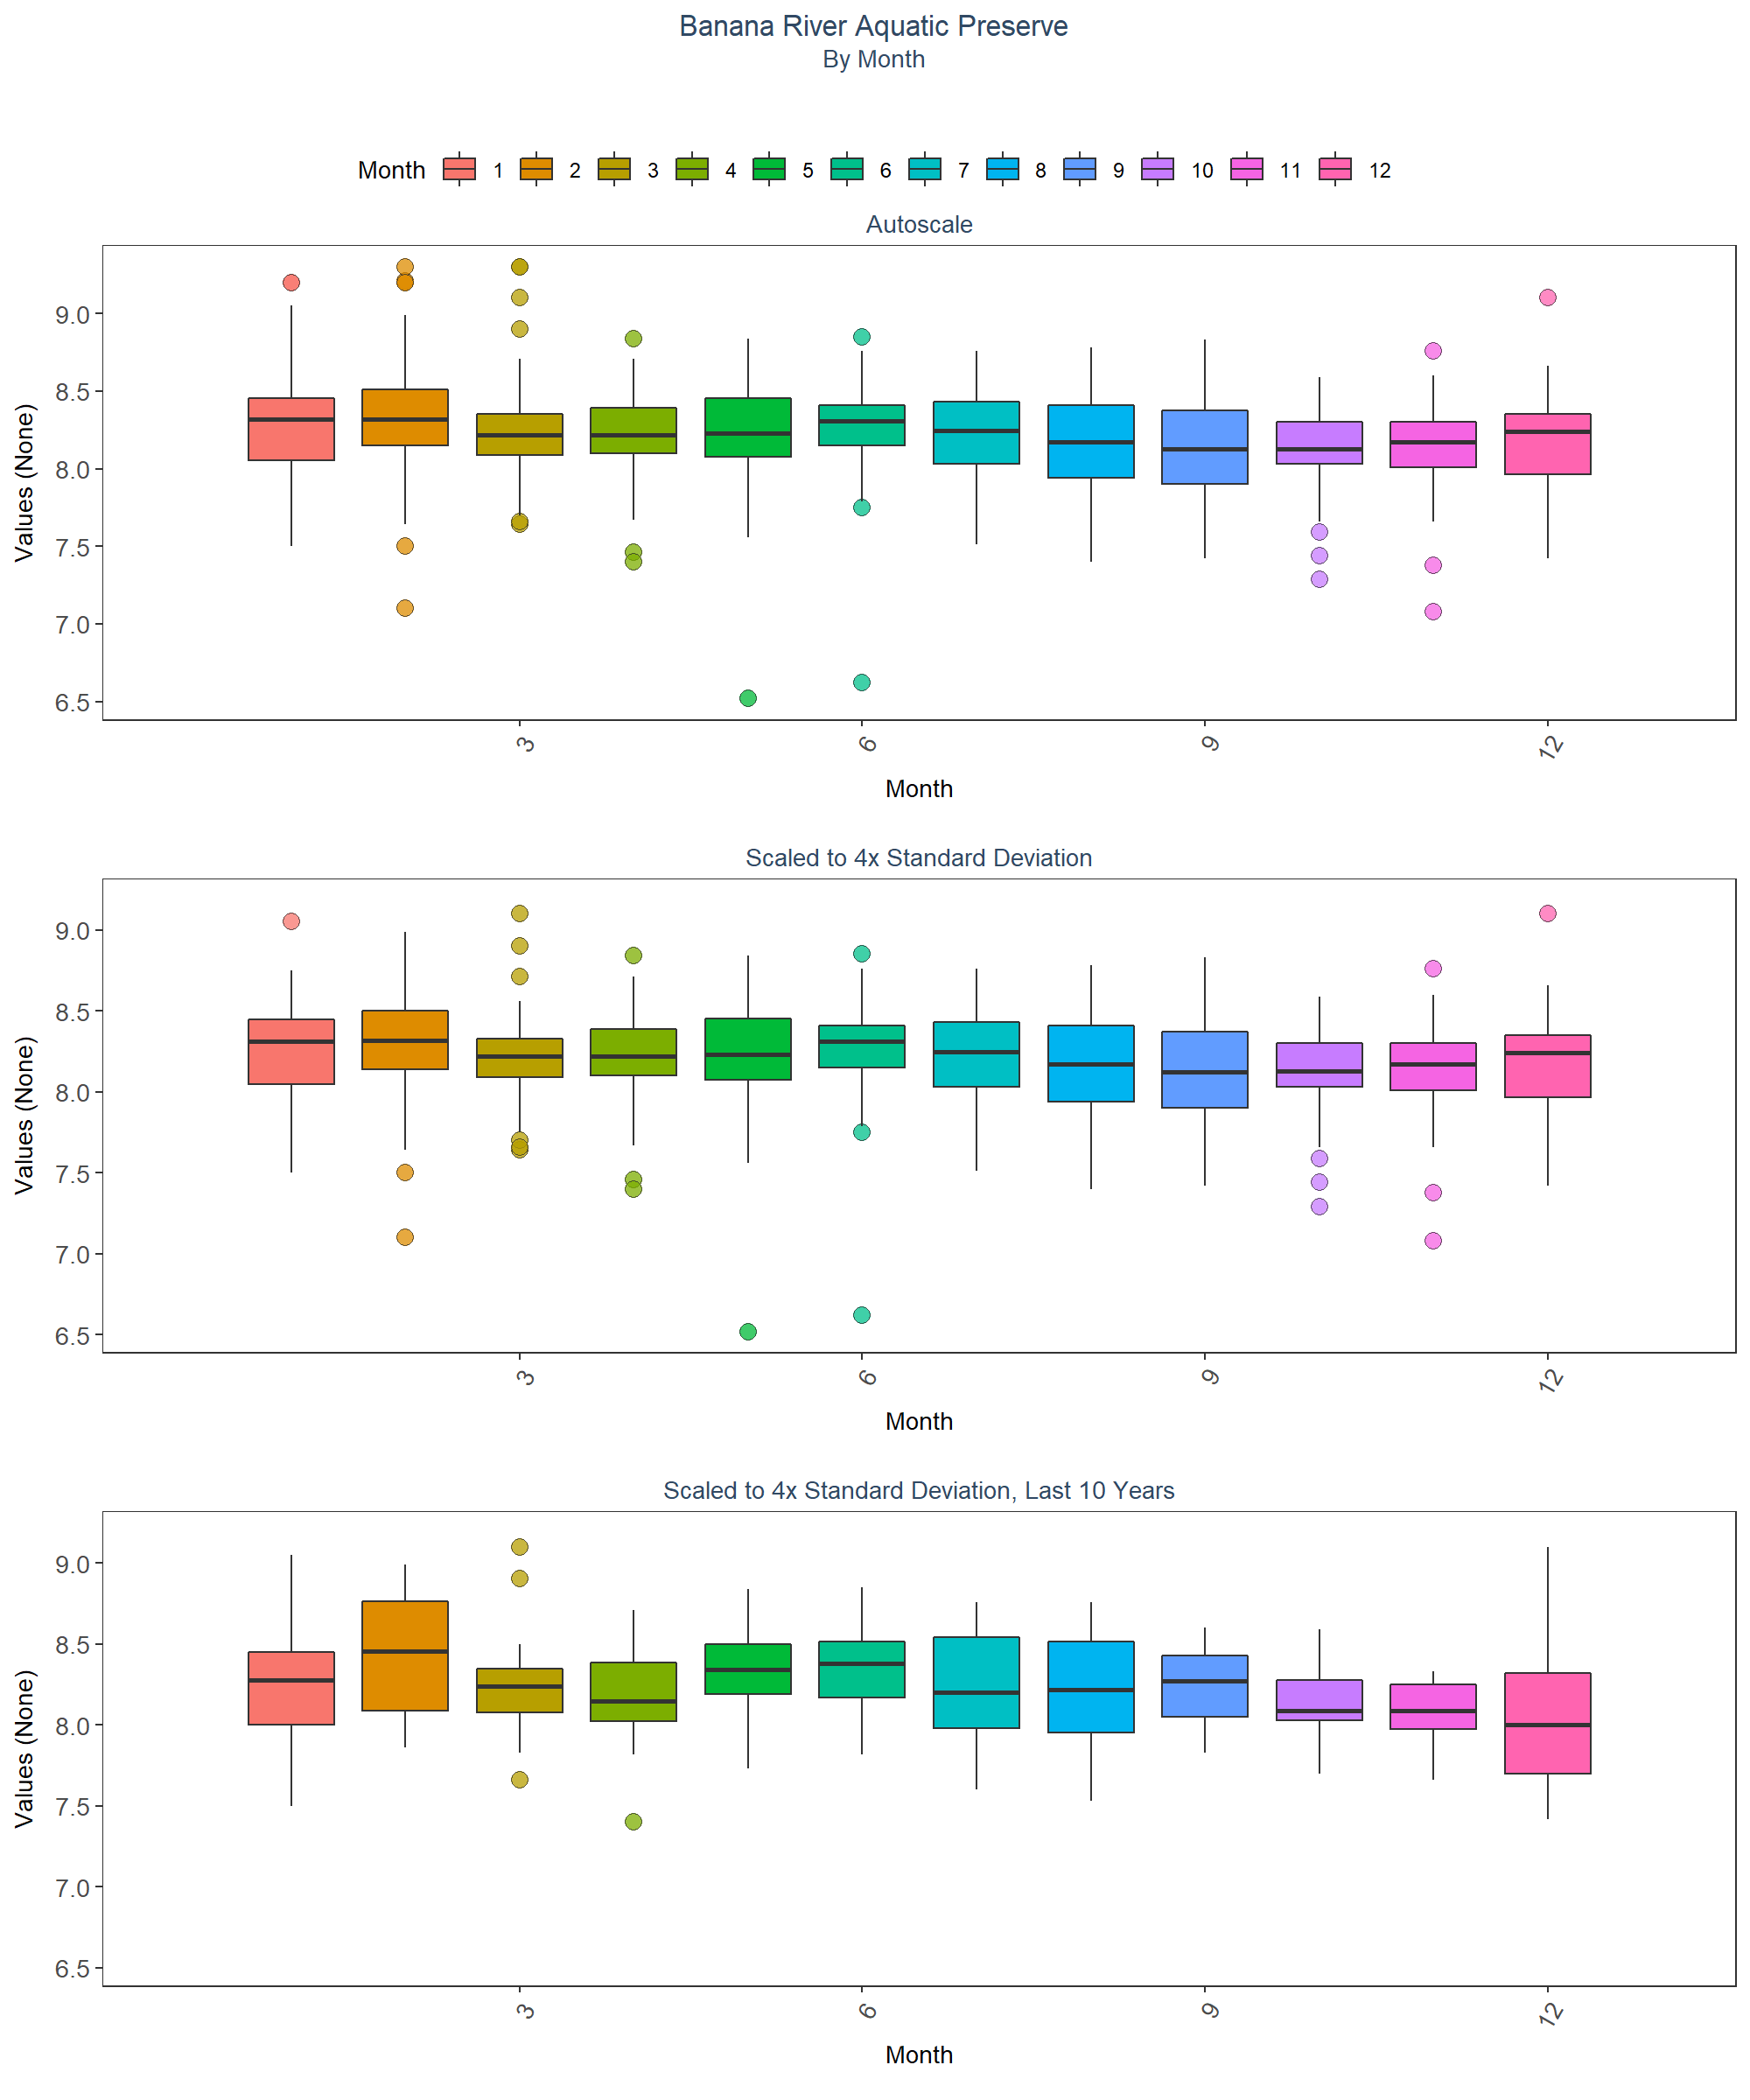 Banana River Aquatic Preserve
By Month
Month 1 2 3 4 5 6 7 8 9 10 11 12
Autoscale
Values (None)
9.0
8.5
8.0
7.5
7.0
6.5
3 6 9 12
Month
Scaled to 4x Standard Deviation
Values (None)
9.0
8.5
8.0
7.5
7.0
6.5
3 6 9 12
Month
Scaled to 4x Standard Deviation, Last 10 Years
Values (None)
9.0
8.5
8.0
7.5
7.0
6.5
3 6 9 12
Month